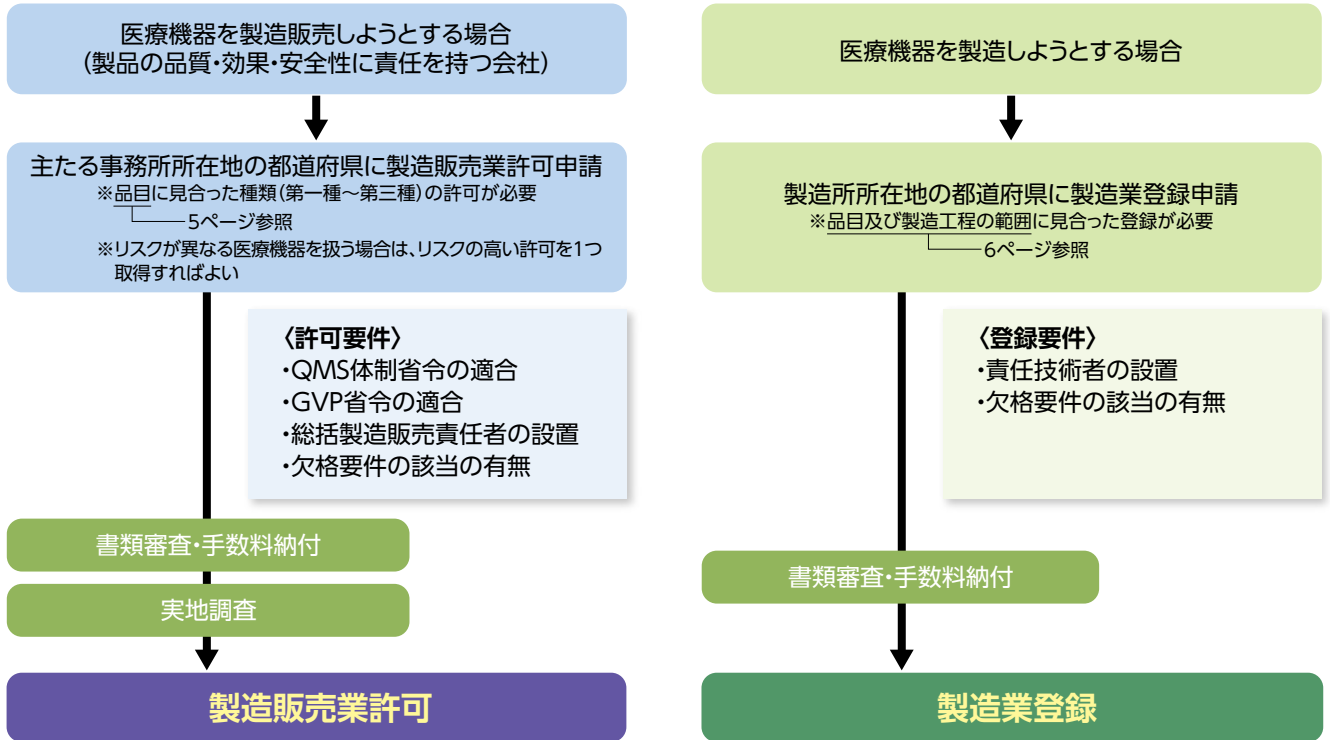 医療機器を製造販売しようとする場合
(製品の品質・効果・安全性に責任を持つ会社)
主たる事務所所在地の都道府県に製造販売業許可申請
※品目に見合った種類(第一種~第三種)の許可が必要
5ページ参照
※リスクが異なる医療機器を扱う場合は、リスクの高い許可を1つ
取得すればよい
〈許可要件〉
・QMS体制省令の適合
・GVP省令の適合
・総括製造販売責任者の設置
・欠格要件の該当の有無
書類審査・手数料納付
実地調査
製造販売業許可
医療機器を製造しようとする場合
製造所所在地の都道府県に製造業登録申請
※品目及び製造工程の範囲に見合った登録が必要
6ページ参照
〈登録要件〉
・責任技術者の設置
・欠格要件の該当の有無
書類審査・手数料納付
製造業登録